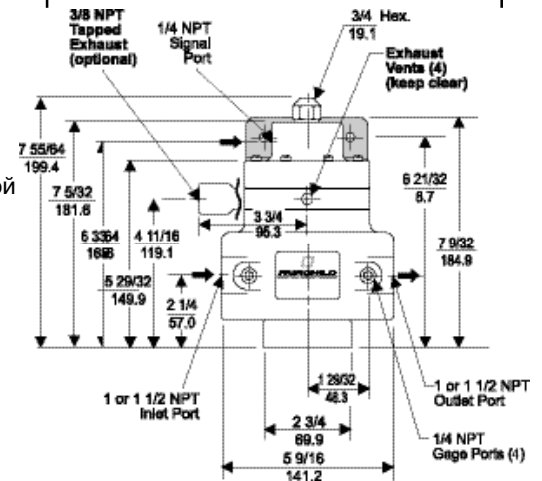 3/8 NPT
Tapped
Exhaust
(optional)
1/4 NPT
Signal
Port
3/4 Hex.
19.1
Exhaust
Vents (4)
(keep clear)
7 55/64
199.4
7 5/32
181.6
5 29/32
149.9
4 11/16
119.1
3 3/4
95.3
2 1/4
57.0
6 21/32
8.7
7 9/32
184.9
ой
FAIRCHILD
1 29/32
48.3
1 or 1 1/2 NPT
Inlet Port
2 3/4
69.9
5 9/16
141.2
1 or 1 1/2 NPT
Outlet Port
1/4 NPT
Gage Ports (4)